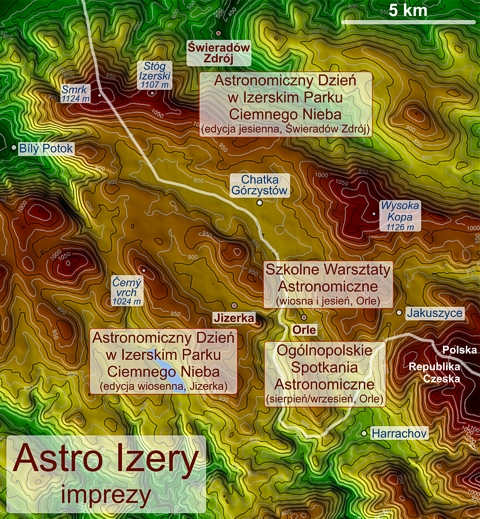 5 km
Świeradów
Zdrój
Stóg
Izerski
1107 m
Smrk
1124 m
Astronomiczny Dzień
w Izerskim Parku
Ciemnego Nieba
(edycja jesienna, Świeradów Zdrój)
Bílý Potok
Chatka
Górzystów
Wysoka
Kopa
1126 m
Szkolne Warsztaty
Astronomiczne
(wiosna i jesień, Orle)
Černý
vrch
1024 m
Jizerka
Orle
Jakuszyce
Astronomiczny Dzień
w Izerskim Parku
Ciemnego Nieba
(edycja wiosenna, Jizerka)
Ogólnopolskie
Spotkania
Astronomiczne
(sierpień/wrzesień, Orle)
Polska
Republika
Czeska
Harrachov
Astro Izery
imprezy